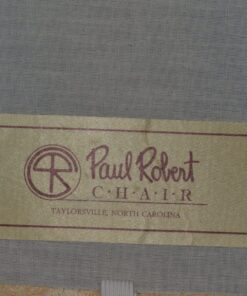 Paul Robert
C·H·A·I·R
TAYLORSVILLE, NORTH CAROLINA